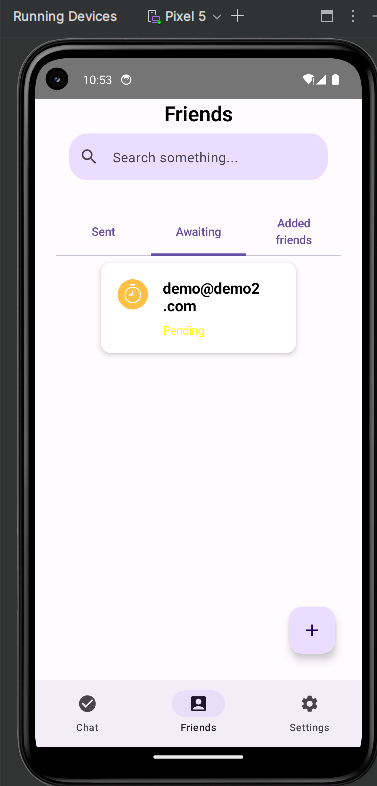 Running Devices
Pixel 5
10:53
Friends
Search something...
Sent
Awaiting
Added
friends
demo@demo2
.com
Pending
+
Chat
Friends
Settings